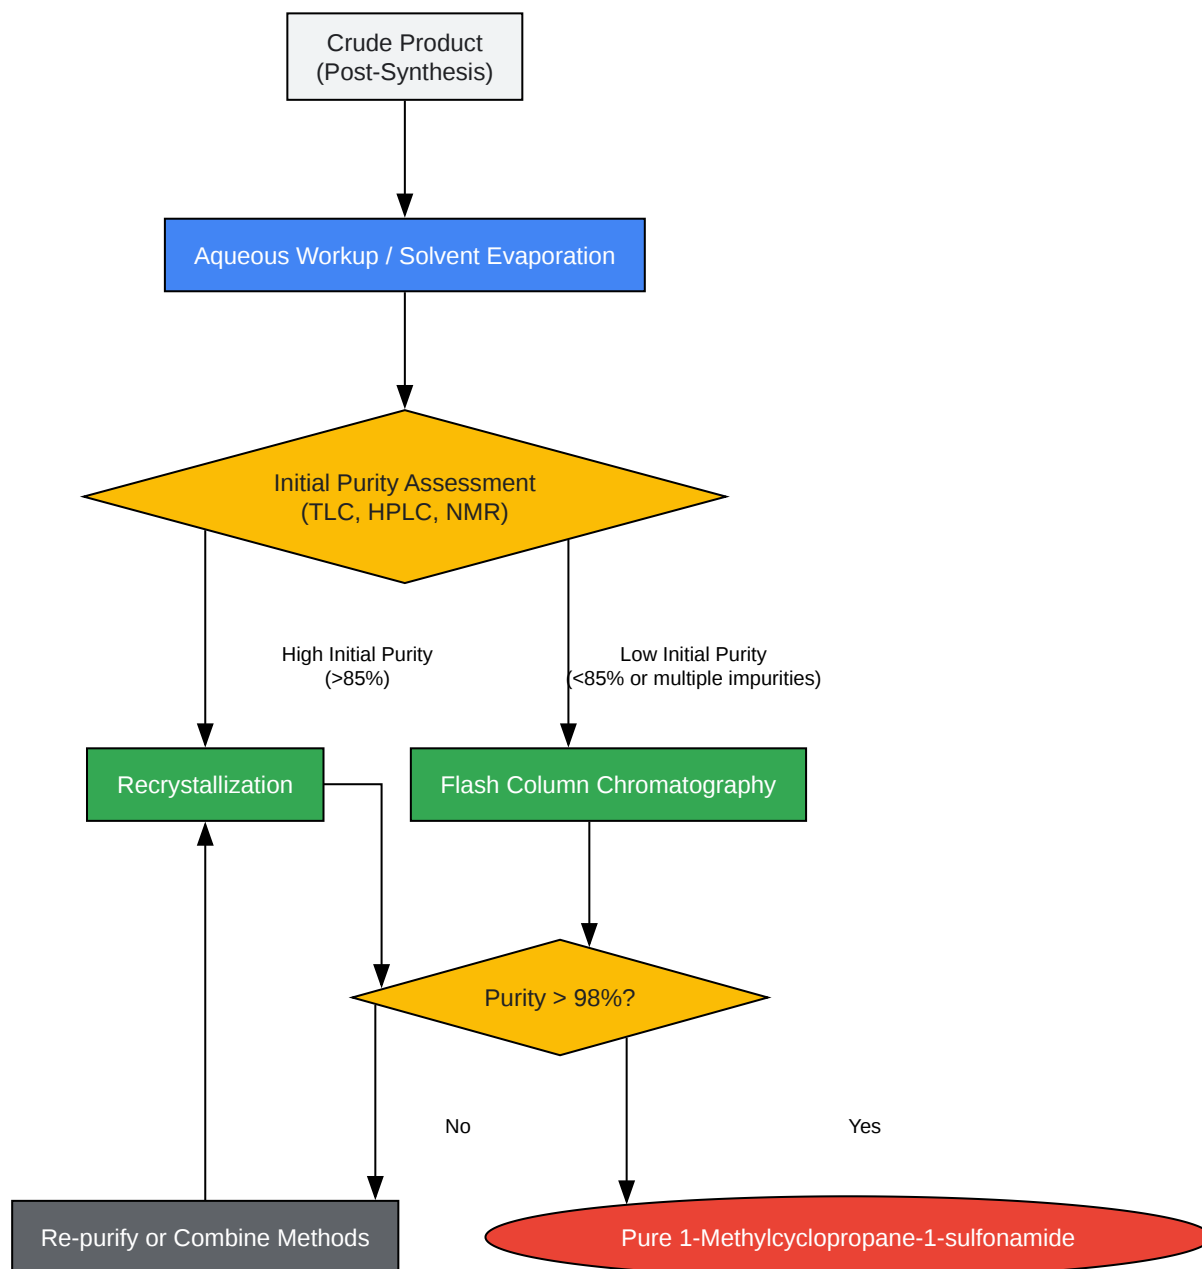 Crude Product
(Post-Synthesis)
Aqueous Workup / Solvent Evaporation
Initial Purity Assessment
(TLC, HPLC, NMR)
High Initial Purity
(>85%)
Low Initial Purity
(<85% or multiple impurities)
Recrystallization
Flash Column Chromatography
Purity > 98%?
No
Yes
Re-purify or Combine Methods
Pure 1-Methylcyclopropane-1-sulfonamide